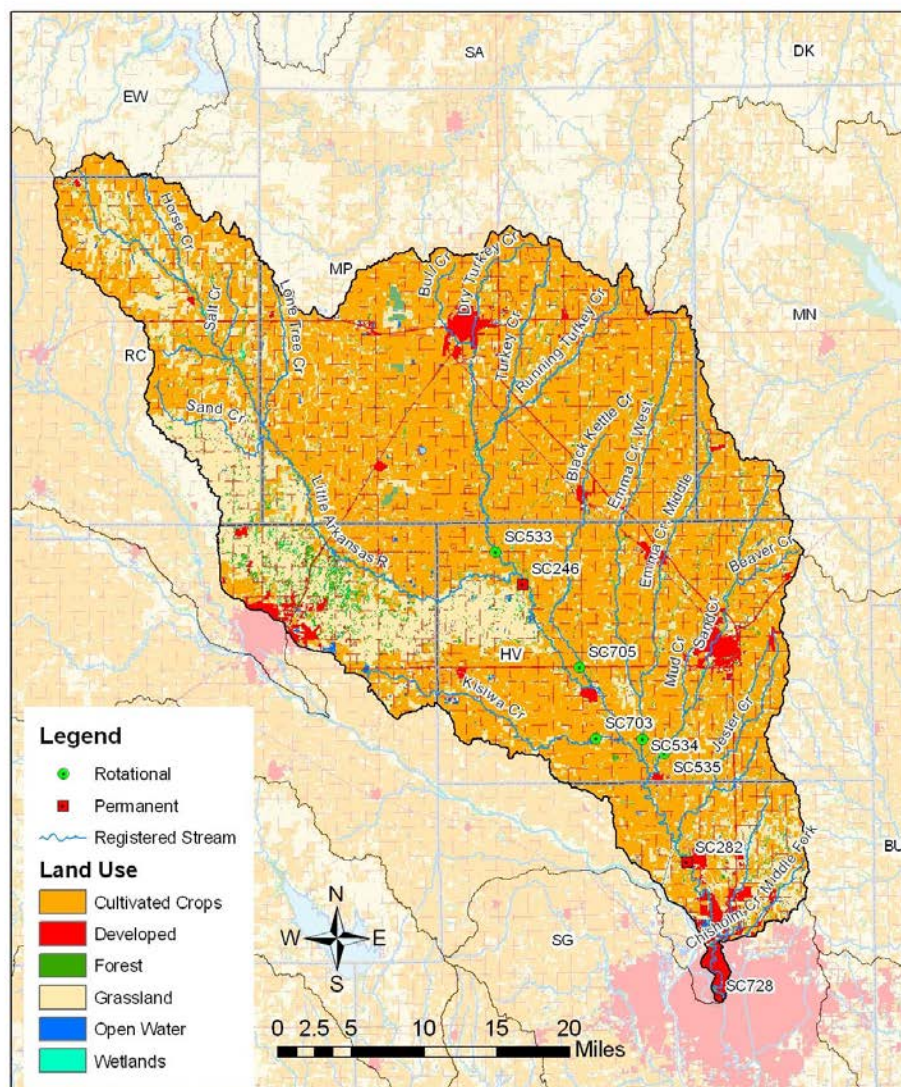 SA
DK
EW
Horse Cr
MP
Bull Cr
Dry Turkey Cr
Salt Cr
Lone Tree Cr
MN
Turkey Cr
Running Turkey Cr
RC
Sand Cr
Black Kettle Cr
Emma Cr. West
Little Arkansas R
Emma Cr Middle
SC533
Beaver Cr
SC246
Sand Cr
HV
Mud Cr
SC705
Kisiwa Cr
SC703
Jester Cr
SC534
SC535
SC282
BU
Chisholm Cr Middle Fork
SG
SC728
Legend
Rotational
Permanent
Registered Stream
Land Use
Cultivated Crops
Developed
Forest
Grassland
Open Water
Wetlands
N
W E
S
0 2.5 5 10 15 20
Miles